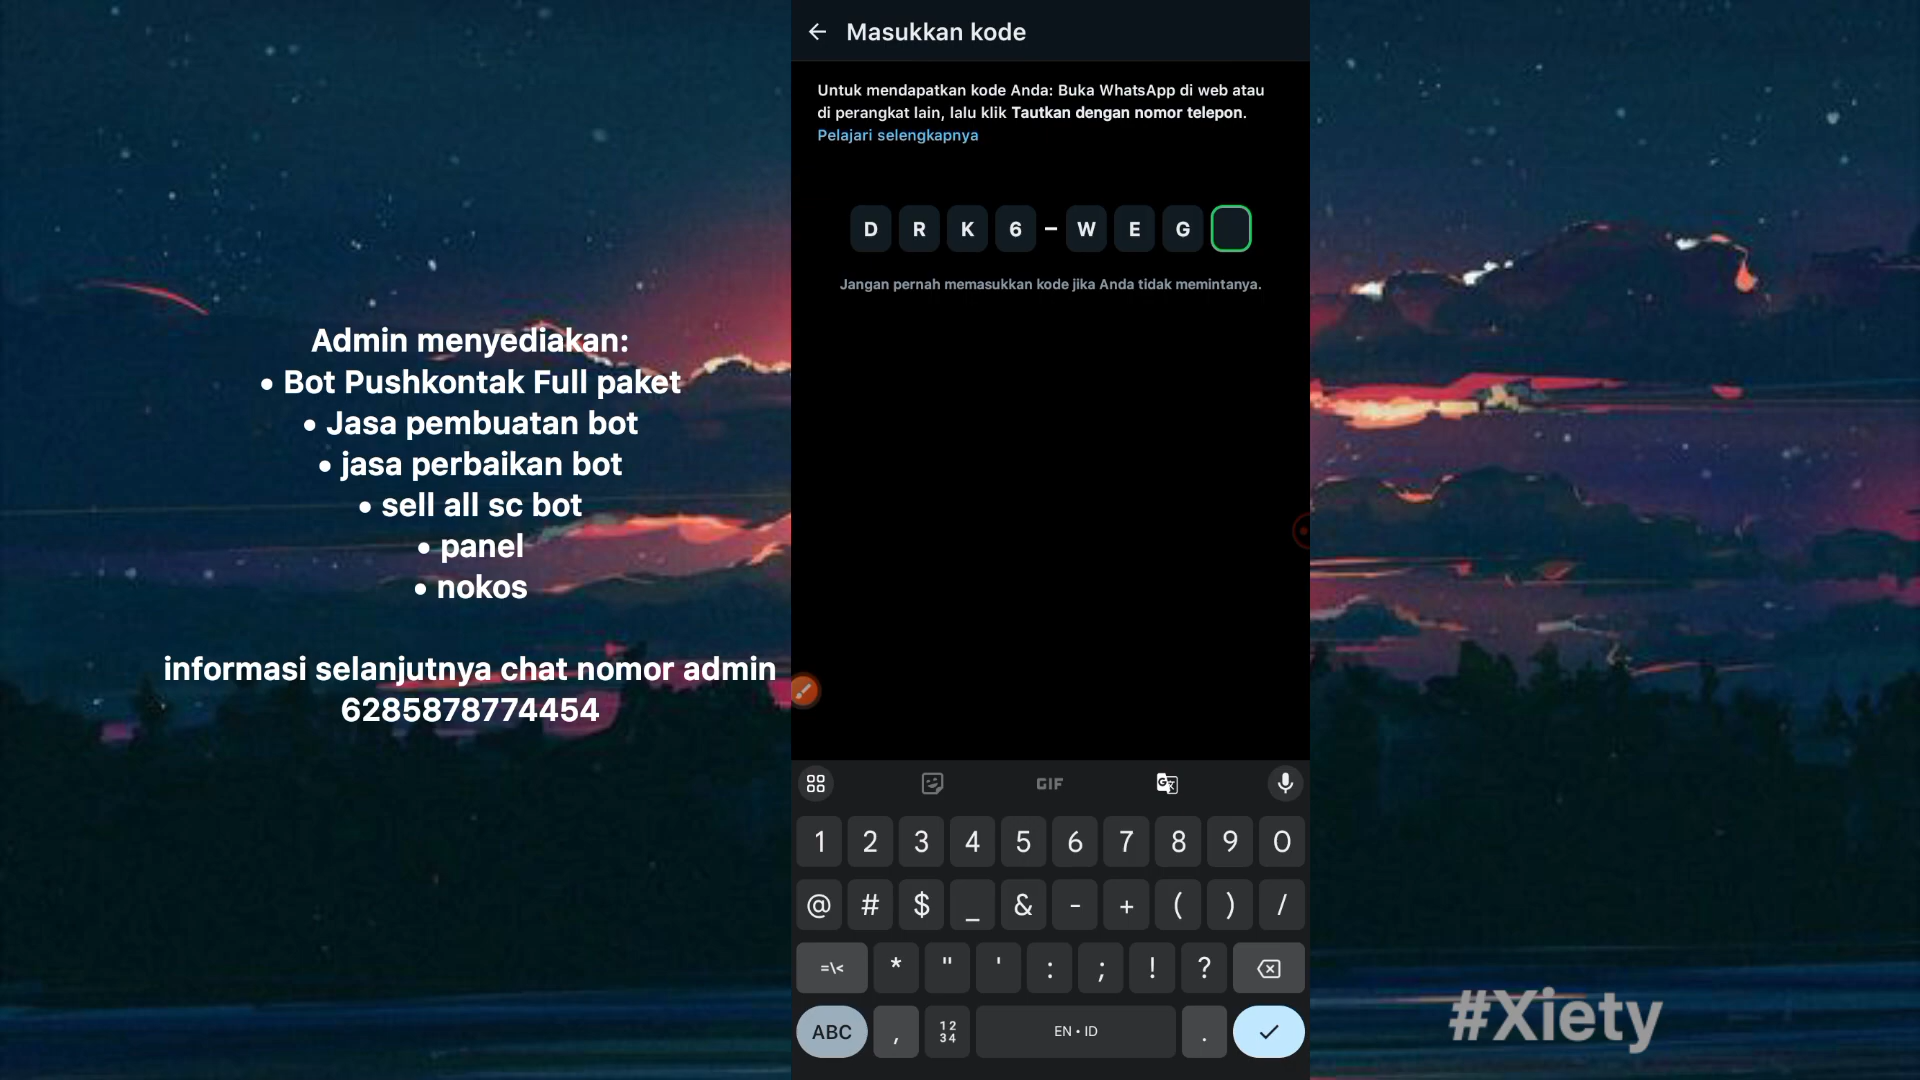 Masukkan kode
Untuk mendapatkan kode Anda: Buka WhatsApp di web atau
di perangkat lain, lalu klik Tautkan dengan nomor telepon.
Pelajari selengkapnya
D R K 6 – W E G
Jangan pernah memasukkan kode jika Anda tidak memintanya.
Admin menyediakan:
• Bot Pushkontak Full paket
• Jasa pembuatan bot
• jasa perbaikan bot
• sell all sc bot
• panel
• nokos
informasi selanjutnya chat nomor admin
6285878774454
GIF
1 2 3 4 5 6 7 8 9 0
@ # $ _ & - + ( ) /
=\< * " ' : ; ! ?
ABC , 12 34 EN • ID .
#Xiety